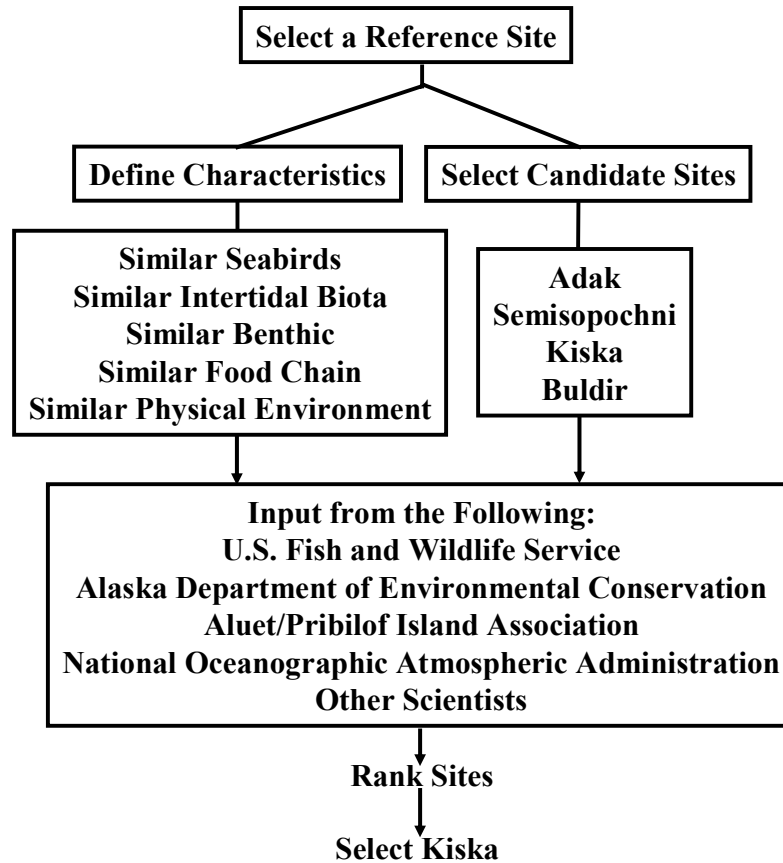 Select a Reference Site
Define Characteristics
Select Candidate Sites
Similar Seabirds
Similar Intertidal Biota
Similar Benthic
Similar Food Chain
Similar Physical Environment
Adak
Semisopochni
Kiska
Buldir
Input from the Following:
U.S. Fish and Wildlife Service
Alaska Department of Environmental Conservation
Aluet/Pribilof Island Association
National Oceanographic Atmospheric Administration
Other Scientists
Rank Sites
Select Kiska